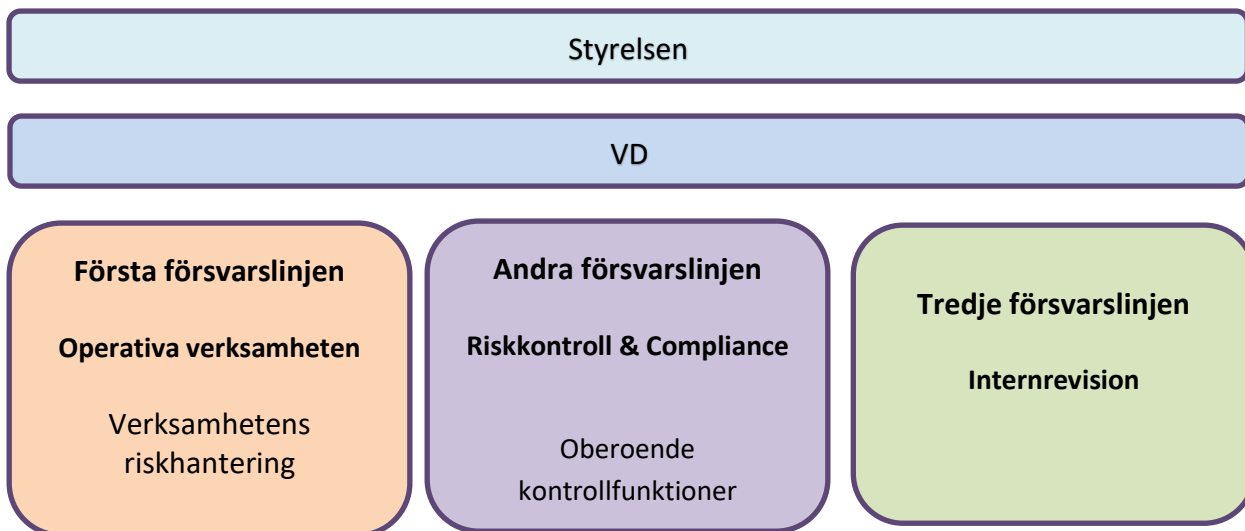 Styrelsen
VD
Första försvarslinjen
Operativa verksamheten
Verksamhetens
riskhantering
Andra försvarslinjen
Riskkontroll & Compliance
Oberoende
kontrollfunktioner
Tredje försvarslinjen
Internrevision